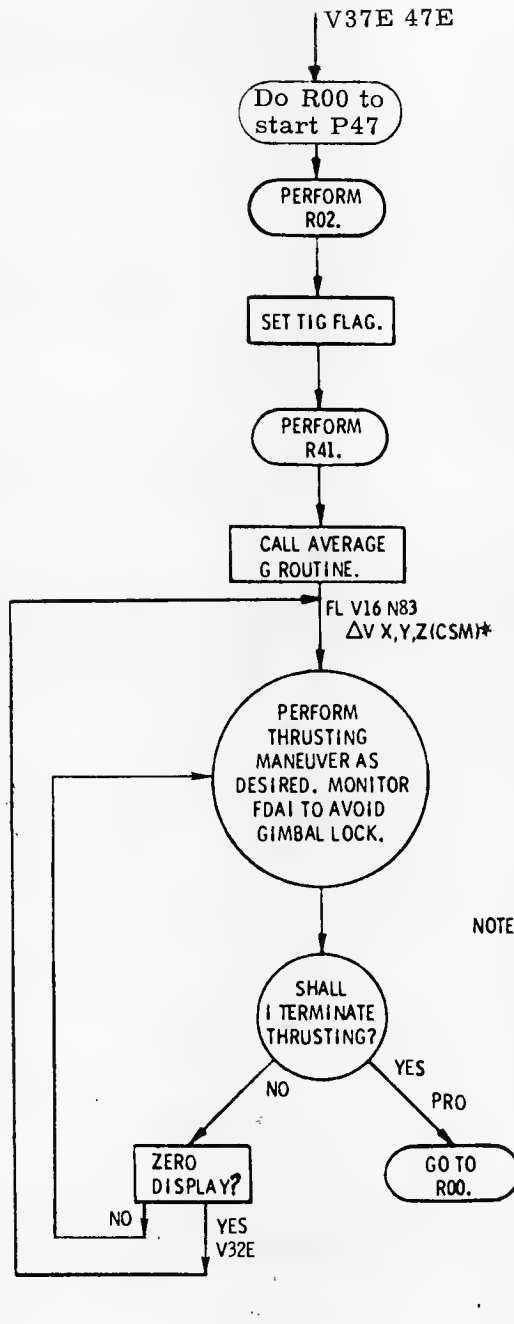 V37E 47E
Do R00 to
start P47
PERFORM
R02.
SET TIG FLAG.
PERFORM
R41.
CALL AVERAGE
G ROUTINE.
FL V16 N83
ΔV X,Y,Z(CSM)*
PERFORM
THRUSTING
MANEUVER AS
DESIRED. MONITOR
FDAI TO AVOID
GIMBAL LOCK.
NOTE
SHALL
I TERMINATE
THRUSTING?
NO
YES
PRO
ZERO
DISPLAY?
GO TO
R00.
NO
YES
V32E